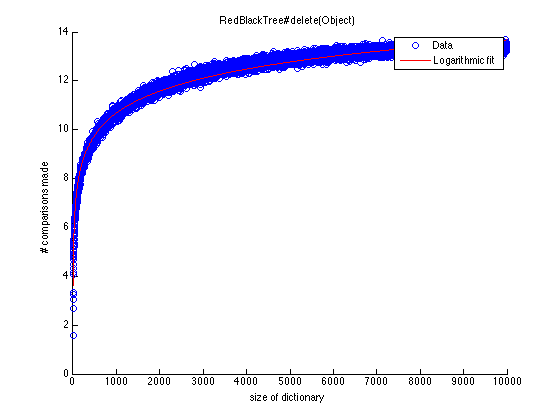 RedBlackTree#delete(Object)
14
12
10
8
6
4
2
0
# comparisons made
Data
Logarithmic fit
0 1000 2000 3000 4000 5000 6000 7000 8000 9000 10000
size of dictionary